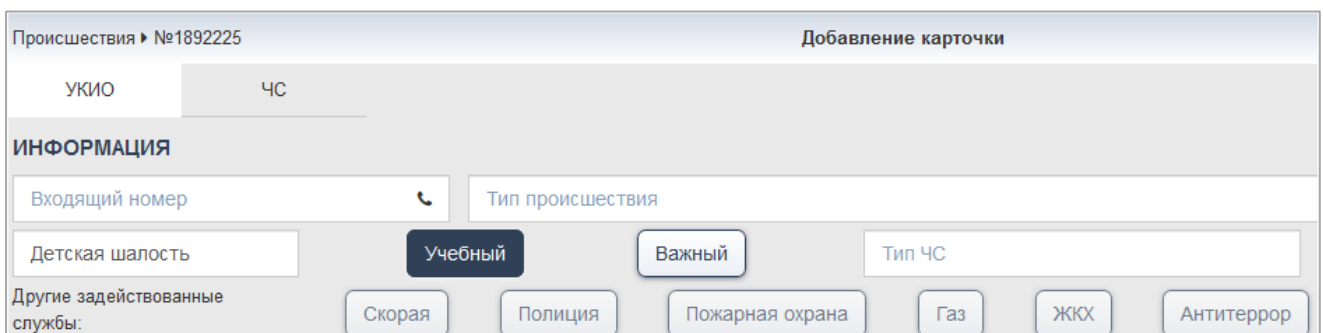 Происшествия ▸ №1892225 Добавление карточки
УКИО ЧС
ИНФОРМАЦИЯ
Входящий номер Тип происшествия
Детская шалость Учебный Важный Тип ЧС
Другие задействованные
службы: Скорая Полиция Пожарная охрана Газ ЖКХ Антитеррор